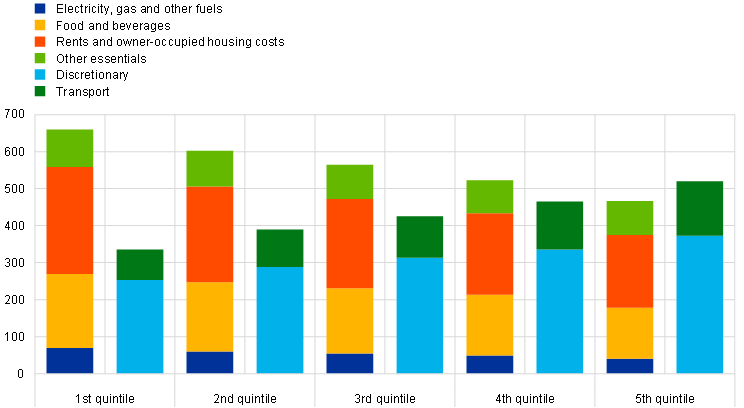 Electricity, gas and other fuels
Food and beverages
Rents and owner-occupied housing costs
Other essentials
Discretionary
Transport
700
600
500
400
300
200
100
0
1st quintile 2nd quintile 3rd quintile 4th quintile 5th quintile